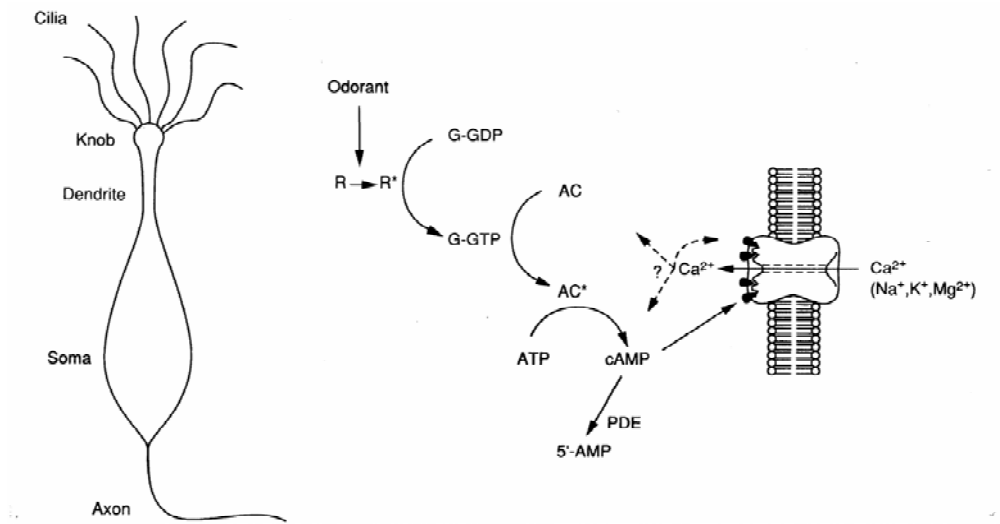 Cilia
Knob
Dendrite
Soma
Axon
Odorant
R
R*
G-GDP
G-GTP
AC
AC*
ATP
cAMP
PDE
5'-AMP
?
Ca²⁺
Ca²⁺
(Na⁺,K⁺,Mg²⁺)